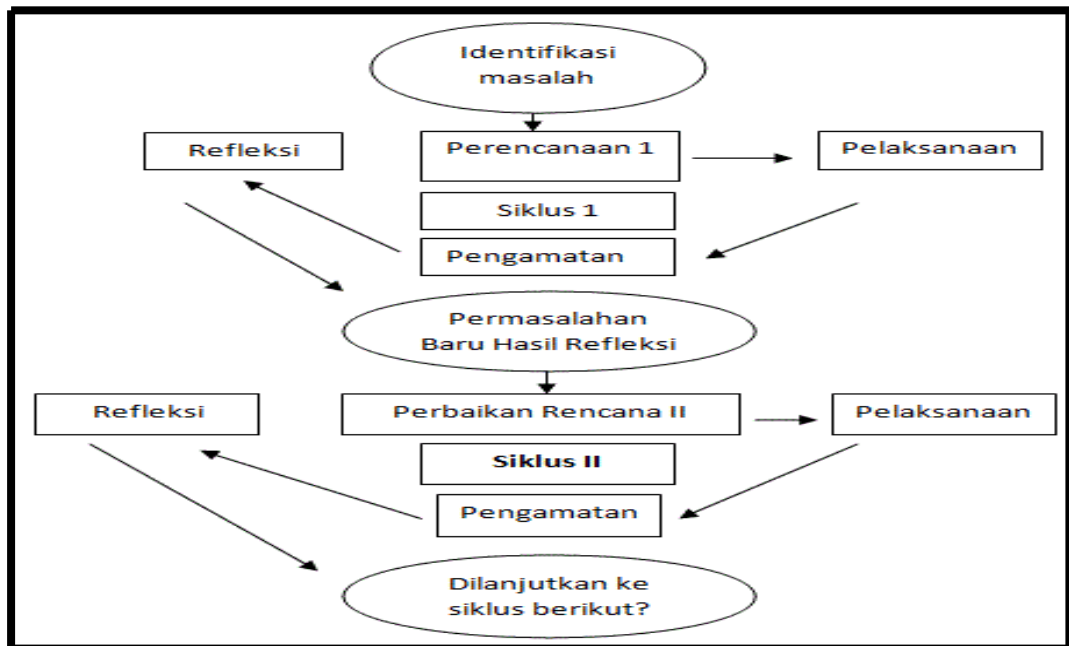 Identifikasi
masalah
Refleksi
Perencanaan 1
Pelaksanaan
Siklus 1
Pengamatan
Permasalahan
Baru Hasil Refleksi
Refleksi
Perbaikan Rencana II
Pelaksanaan
Siklus II
Pengamatan
Dilanjutkan ke
siklus berikut?